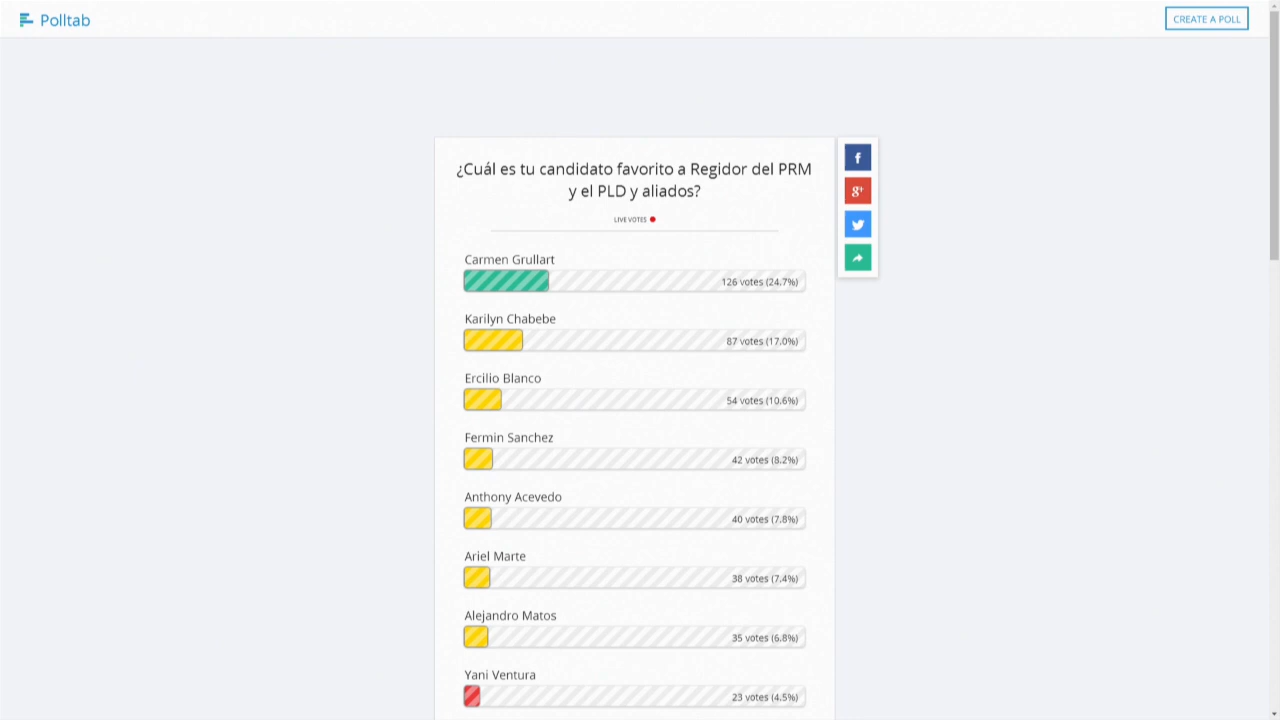 Polltab
CREATE A POLL
¿Cuál es tu candidato favorito a Regidor del PRM
y el PLD y aliados?
LIVE VOTES
Carmen Grullart
126 votes (24.7%)
Karilyn Chabebe
87 votes (17.0%)
Ercilio Blanco
54 votes (10.6%)
Fermin Sanchez
42 votes (8.2%)
Anthony Acevedo
40 votes (7.8%)
Ariel Marte
38 votes (7.4%)
Alejandro Matos
35 votes (6.8%)
Yani Ventura
23 votes (4.5%)
f
g+